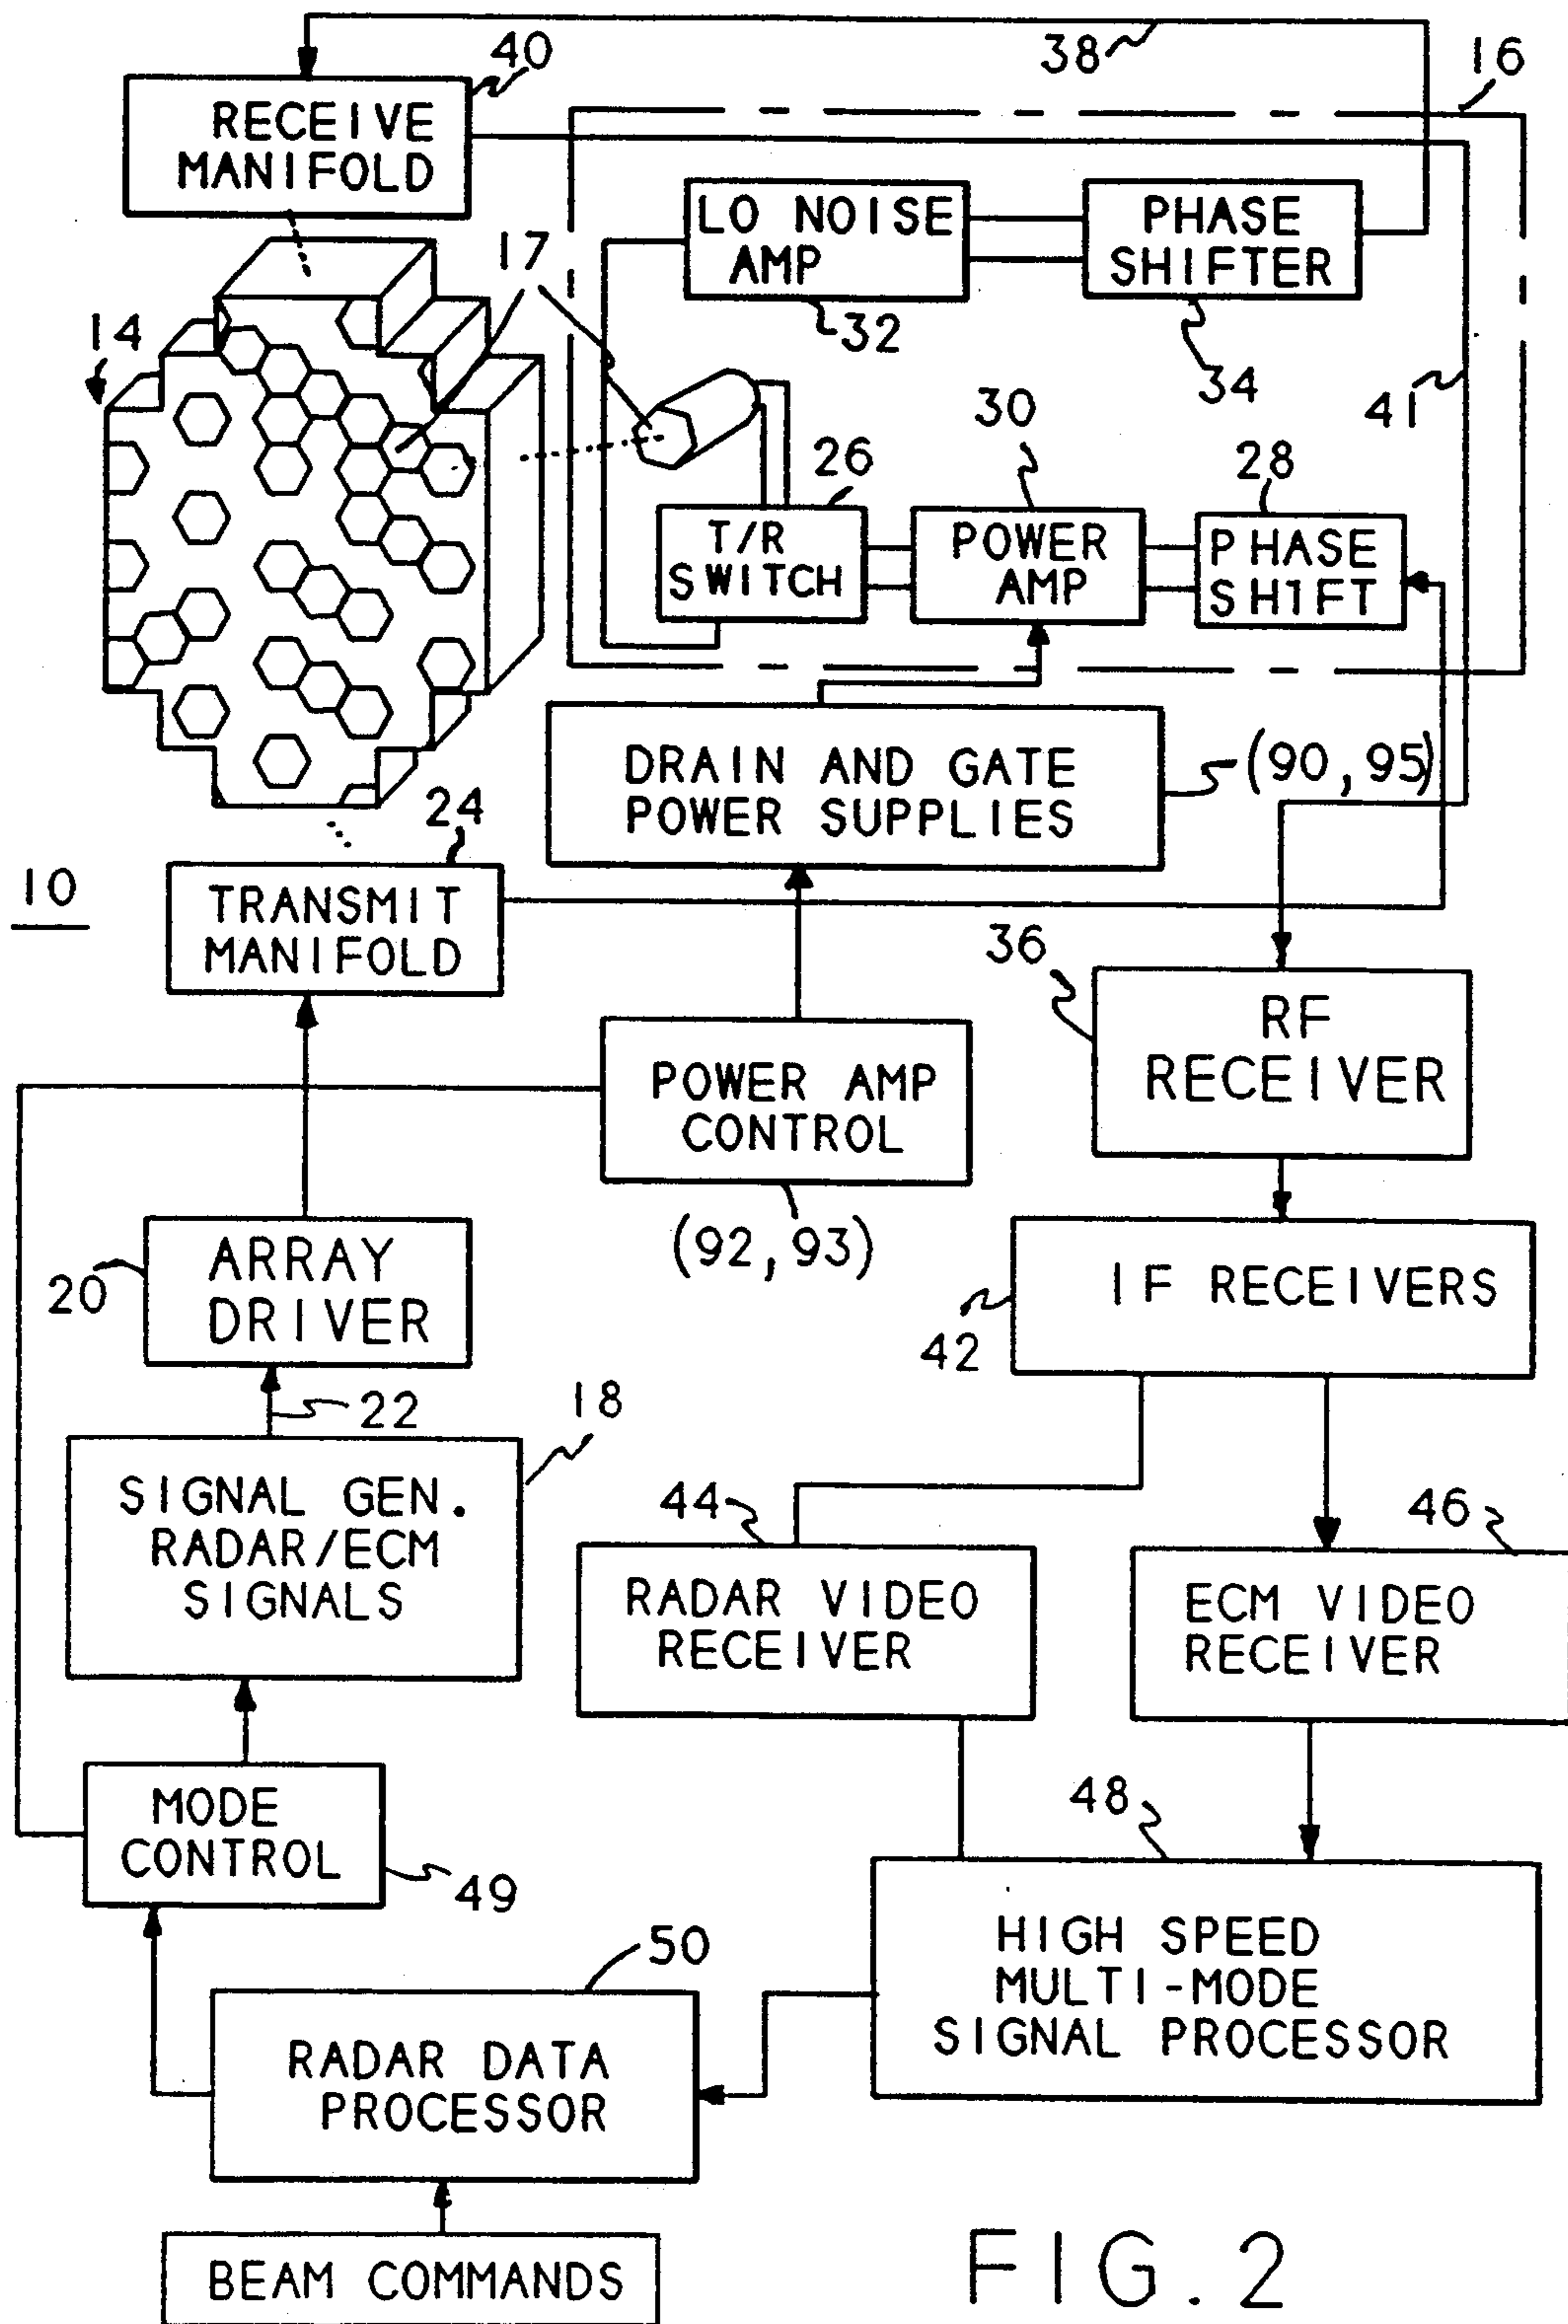 38
16
40
RECEIVE
MANIFOLD
LO NOISE
AMP
32
PHASE
SHIFTER
34
17
14
41
30
26
28
T/R
SWITCH
POWER
AMP
PHASE
SHIFT
DRAIN AND GATE
POWER SUPPLIES
(90,95)
24
10
TRANSMIT
MANIFOLD
36
RF
RECEIVER
POWER AMP
CONTROL
(92,93)
20
ARRAY
DRIVER
IF RECEIVERS
42
22
18
SIGNAL GEN.
RADAR/ECM
SIGNALS
44
46
RADAR VIDEO
RECEIVER
ECM VIDEO
RECEIVER
MODE
CONTROL
49
48
HIGH SPEED
MULTI-MODE
SIGNAL PROCESSOR
50
RADAR DATA
PROCESSOR
BEAM COMMANDS
FIG.2